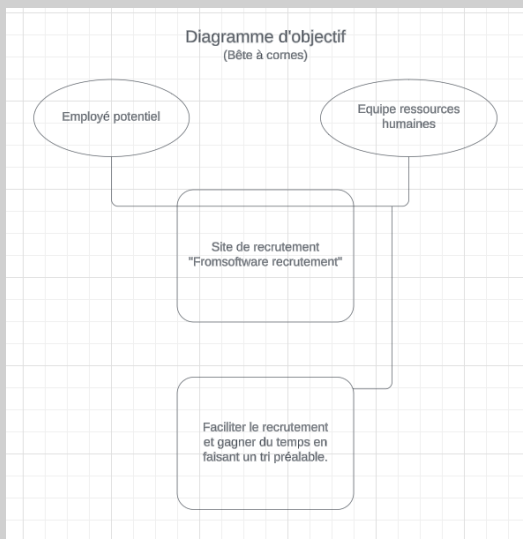 Diagramme d'objectif
(Bête à cornes)
Employé potentiel
Equipe ressources
humaines
Site de recrutement
"Fromsoftware recrutement"
Faciliter le recrutement
et gagner du temps en
faisant un tri préalable.